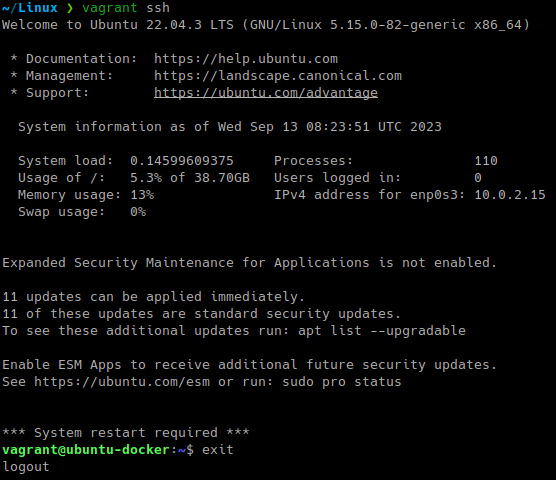 ~/Linux ❯ vagrant ssh
Welcome to Ubuntu 22.04.3 LTS (GNU/Linux 5.15.0-82-generic x86_64)
* Documentation:  https://help.ubuntu.com
* Management:     https://landscape.canonical.com
* Support:        https://ubuntu.com/advantage
System information as of Wed Sep 13 08:23:51 UTC 2023
System load:  0.14599609375     Processes:               110
Usage of /:   5.3% of 38.70GB   Users logged in:         0
Memory usage: 13%               IPv4 address for enp0s3: 10.0.2.15
Swap usage:   0%
Expanded Security Maintenance for Applications is not enabled.
11 updates can be applied immediately.
11 of these updates are standard security updates.
To see these additional updates run: apt list --upgradable
Enable ESM Apps to receive additional future security updates.
See https://ubuntu.com/esm or run: sudo pro status
*** System restart required ***
vagrant@ubuntu-docker:~$ exit
logout